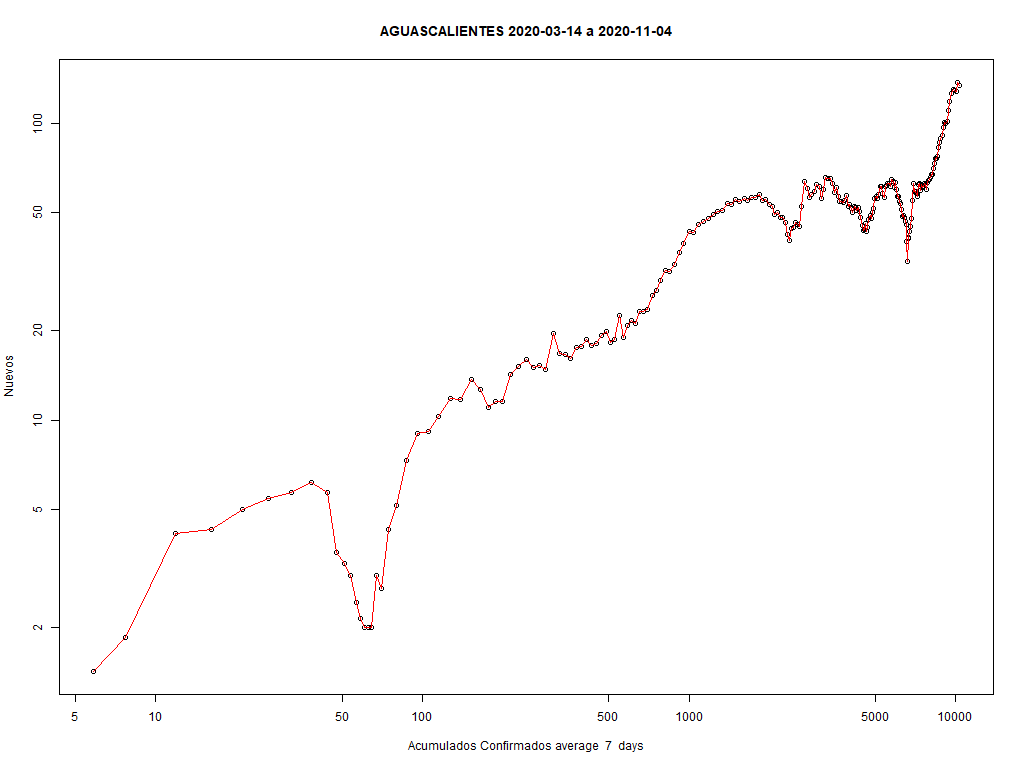 AGUASCALIENTES 2020-03-14 a 2020-11-04
Nuevos
100
50
20
10
5
2
5 10 50 100 500 1000 5000 10000
Acumulados Confirmados average 7 days